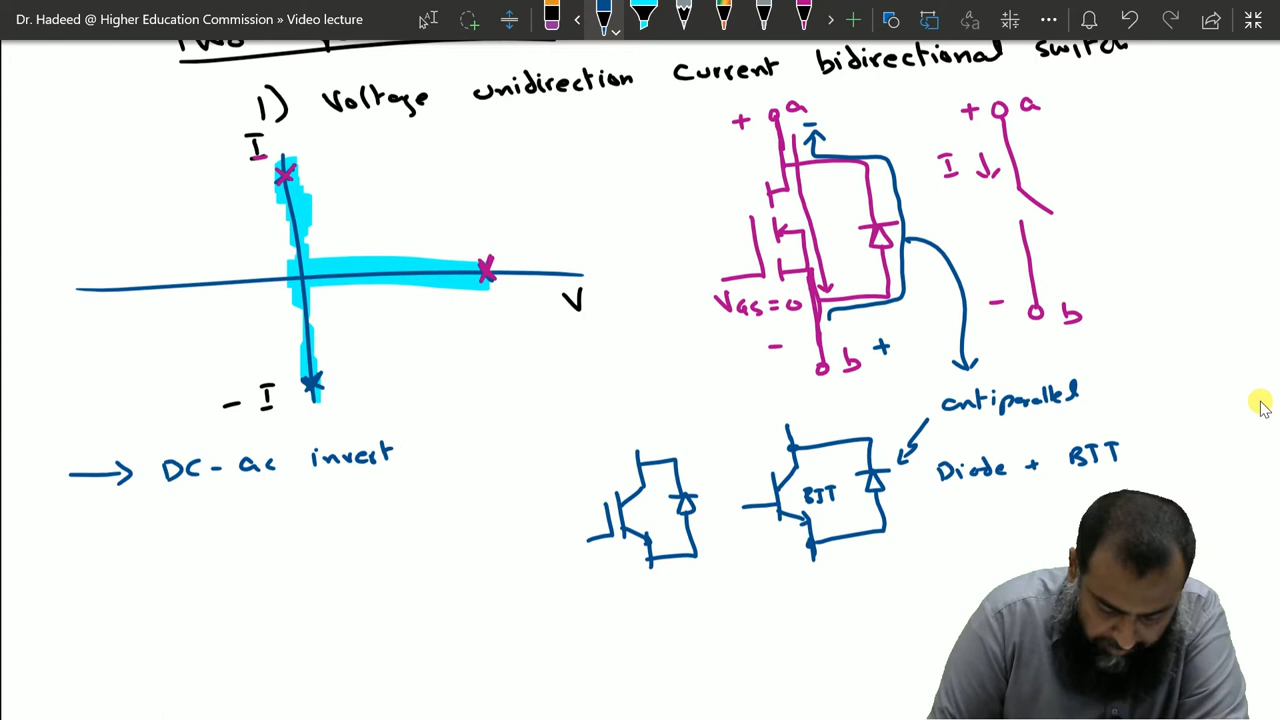 Dr. Hadeed @ Higher Education Commission » Video lecture
1) Voltage unidirection current bidirectional switch
I
V
- I
+ a
-
VGS = 0
- b +
+ a
I
- b
antiparallel
Diode + BJT
BJT
→ DC - ac invert